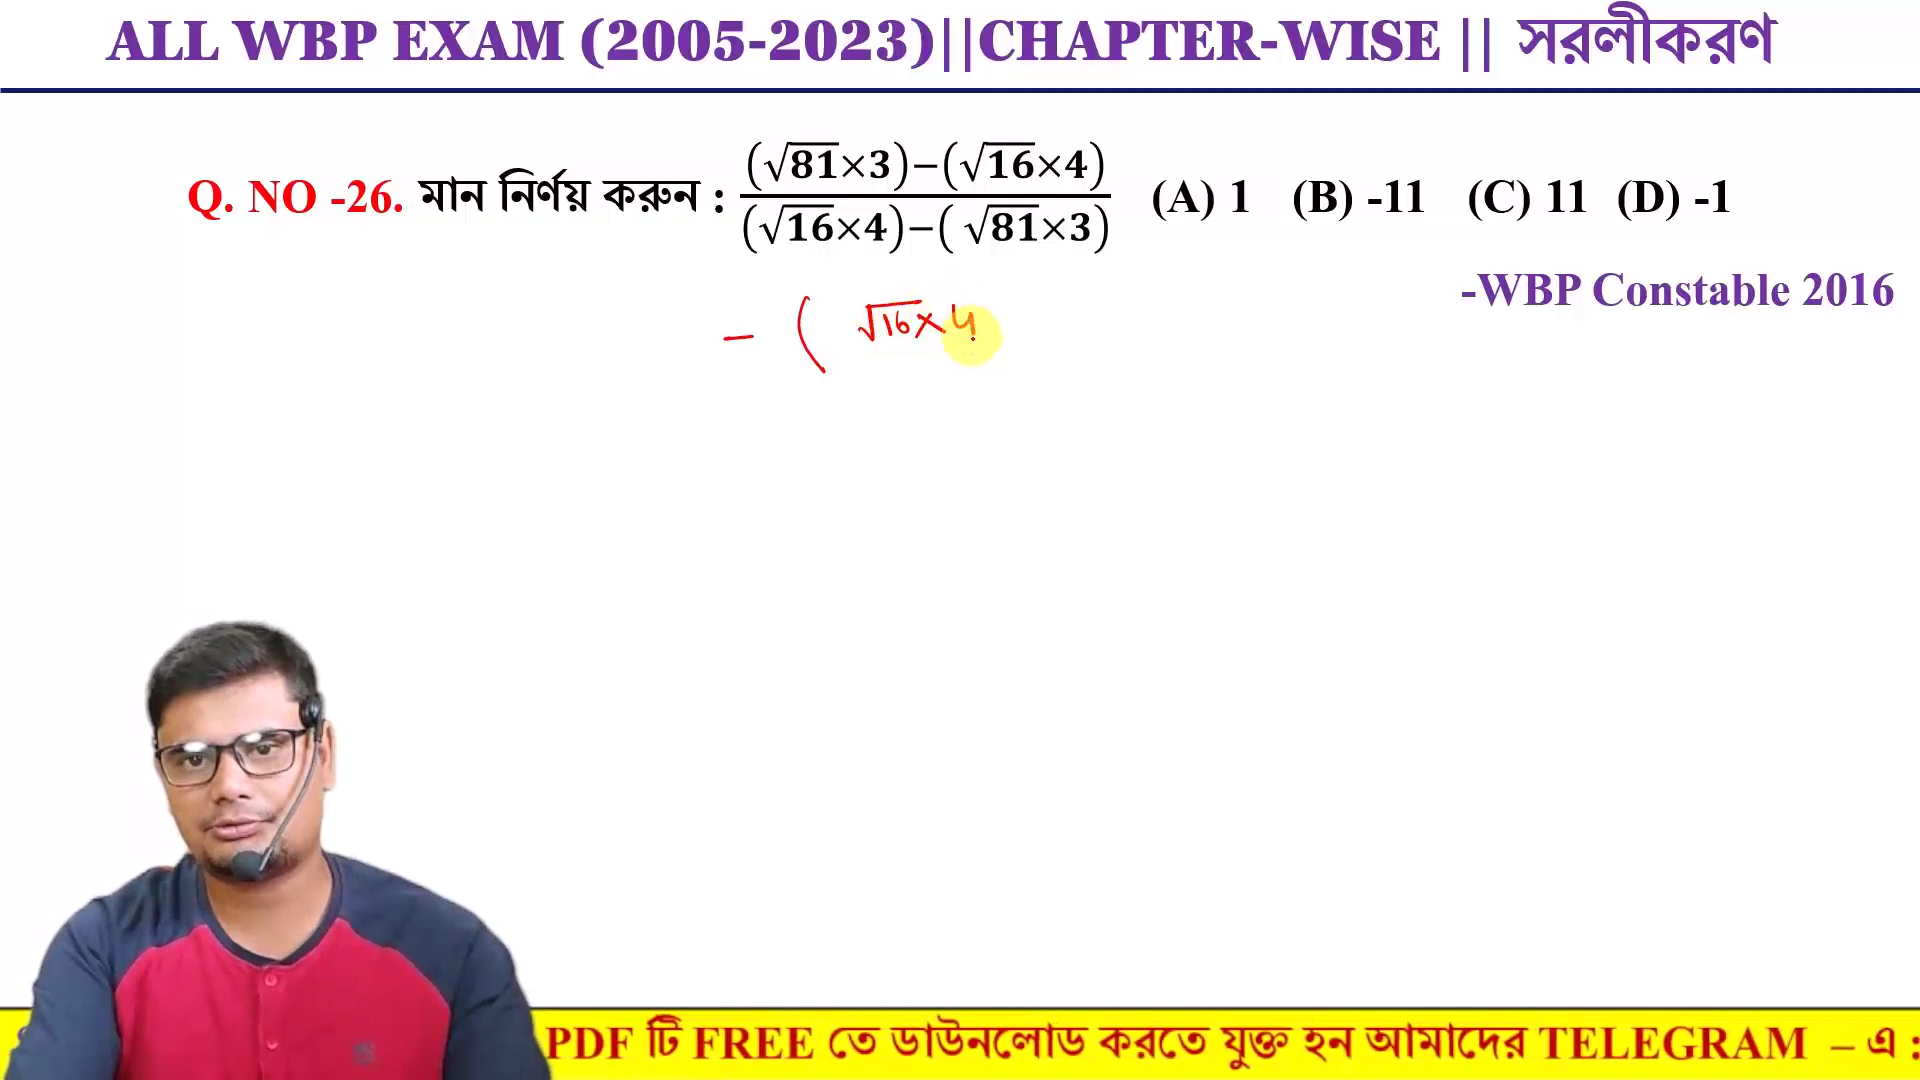 ALL WBP EXAM (2005-2023)||CHAPTER-WISE || সরলীকরণ
Q. NO -26. মান নির্ণয় করুন : (√81×3)−(√16×4) / (√16×4)−( √81×3) (A) 1 (B) -11 (C) 11 (D) -1
-WBP Constable 2016
− ( √16 × 4
PDF টি FREE তে ডাউনলোড করতে যুক্ত হন আমাদের TELEGRAM – এ :